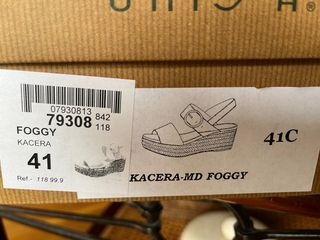 07930813
79308 842
118
FOGGY
KACERA
41
Ref.- 118 99,9
41C
KACERA-MD FOGGY